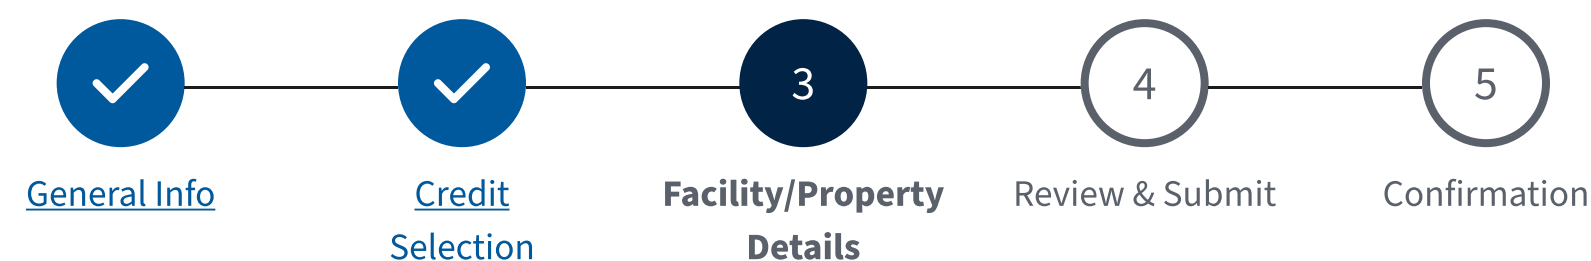 3
4
5
General Info
Credit
Selection
Facility/Property
Details
Review & Submit
Confirmation